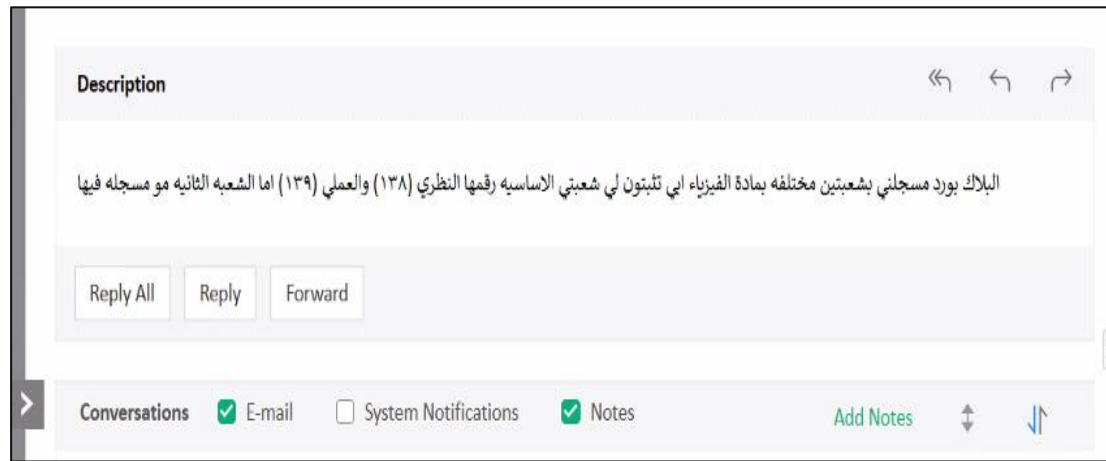 Description
البلاك بورد مسجلني بشعبتين مختلفه بمادة الفيزياء ابي تثبتون لي شعبتي الاساسيه رقمها النظري (١٣٨) والعملي (١٣٩) اما الشعبه الثانيه مو مسجله فيها
Reply All Reply Forward
Conversations E-mail System Notifications Notes Add Notes